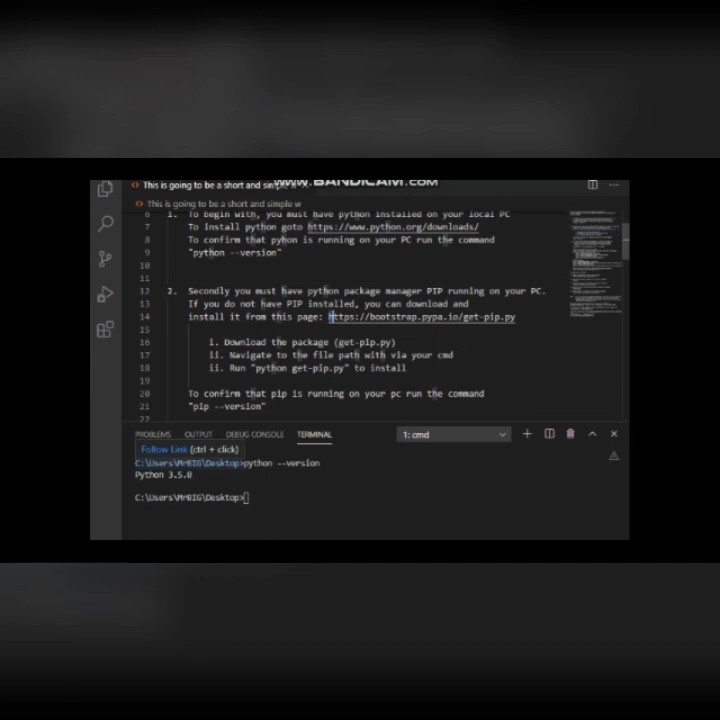 This is going to be a short and simple w
www.BANDICAM.COM
This is going to be a short and simple w
6 1. To begin with, you must have python installed on your local PC
7 To install python goto https://www.python.org/downloads/
8 To confirm that pyhon is running on your PC run the command
9 "python --version"
10
11
12 2. Secondly you must have python package manager PIP running on your PC.
13 If you do not have PIP installed, you can download and
14 install it from this page: https://bootstrap.pypa.io/get-pip.py
15
16 i. Download the package (get-pip.py)
17 ii. Navigate to the file path with via your cmd
18 ii. Run "python get-pip.py" to install
19
20 To confirm that pip is running on your pc run the command
21 "pip --version"
22
PROBLEMS OUTPUT DEBUG CONSOLE TERMINAL 1: cmd
Follow Link (ctrl + click)
C:\Users\MrBIG\Desktop>python --version
Python 3.5.0
C:\Users\MrBIG\Desktop>